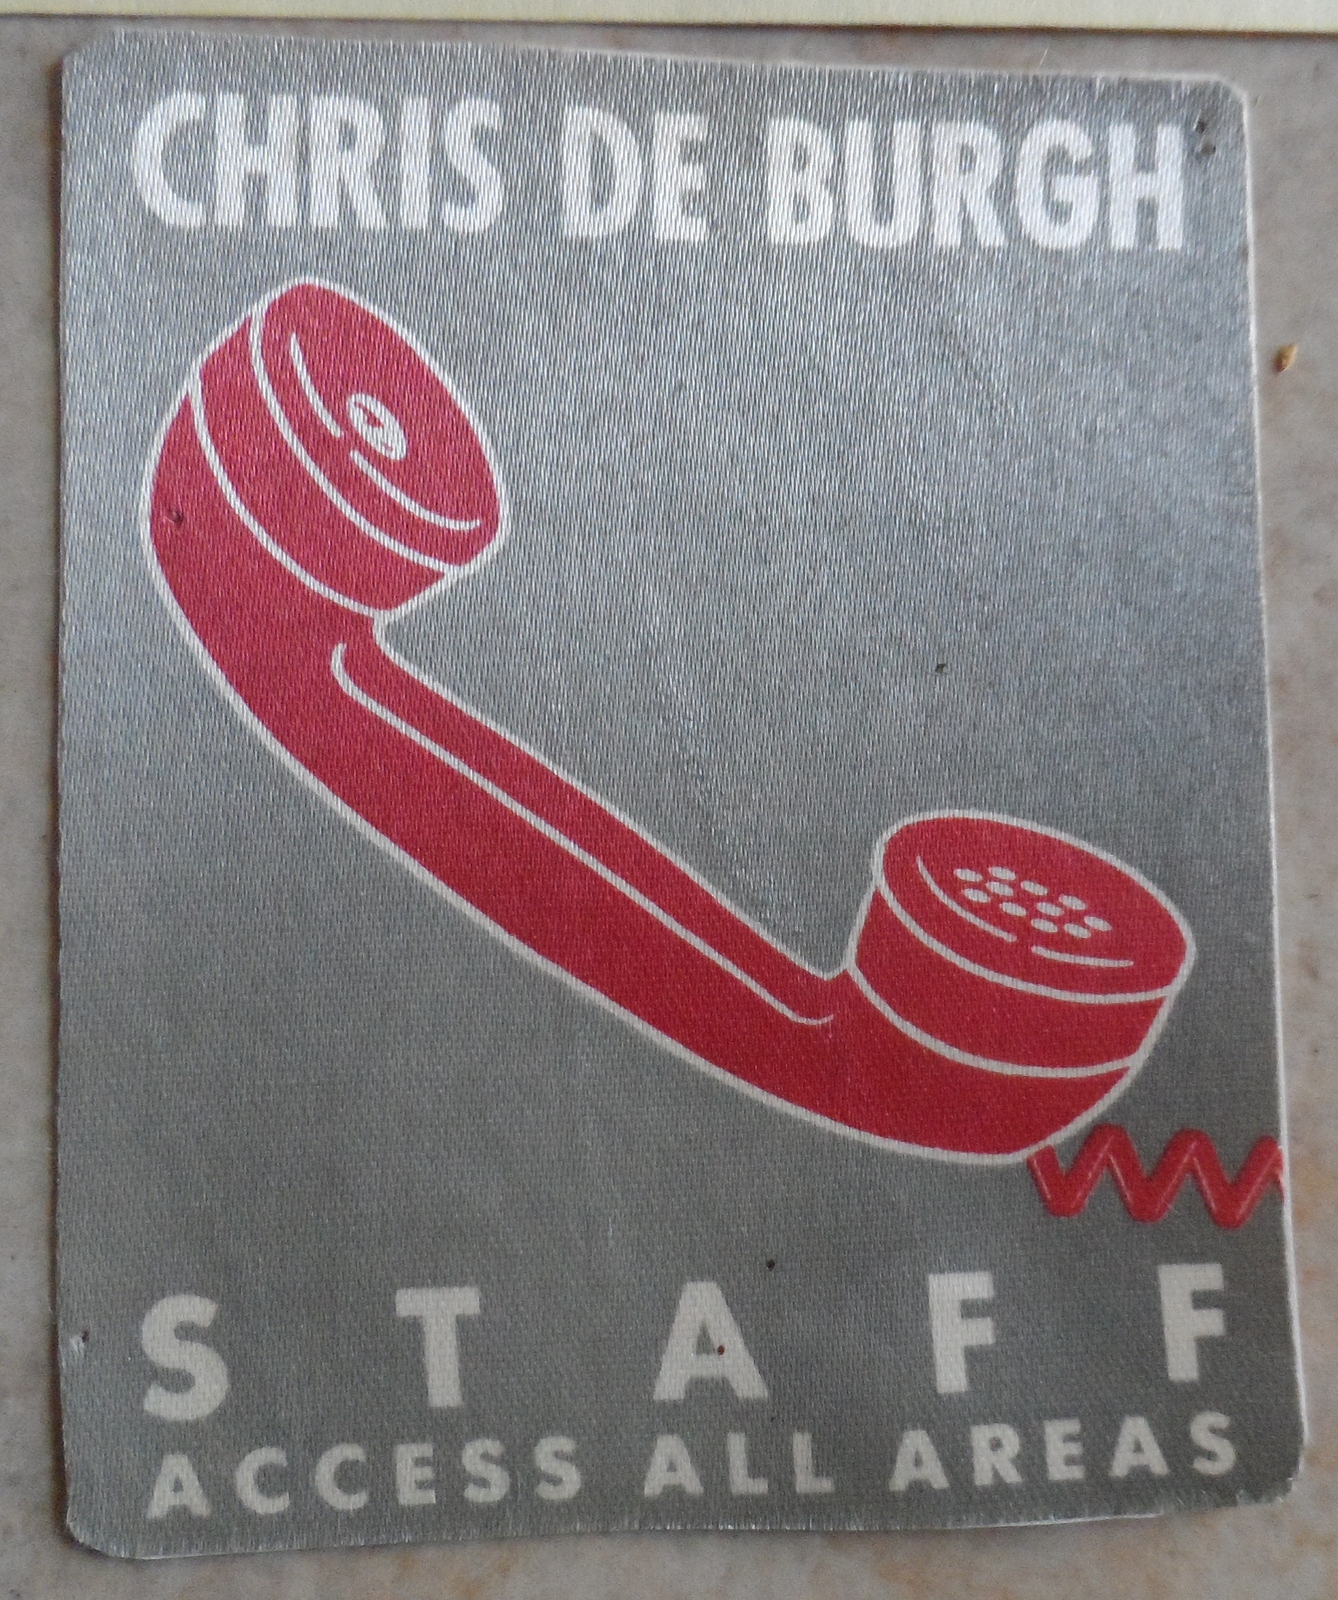 CHRIS DE BURGH
STAFF
ACCESS ALL AREAS